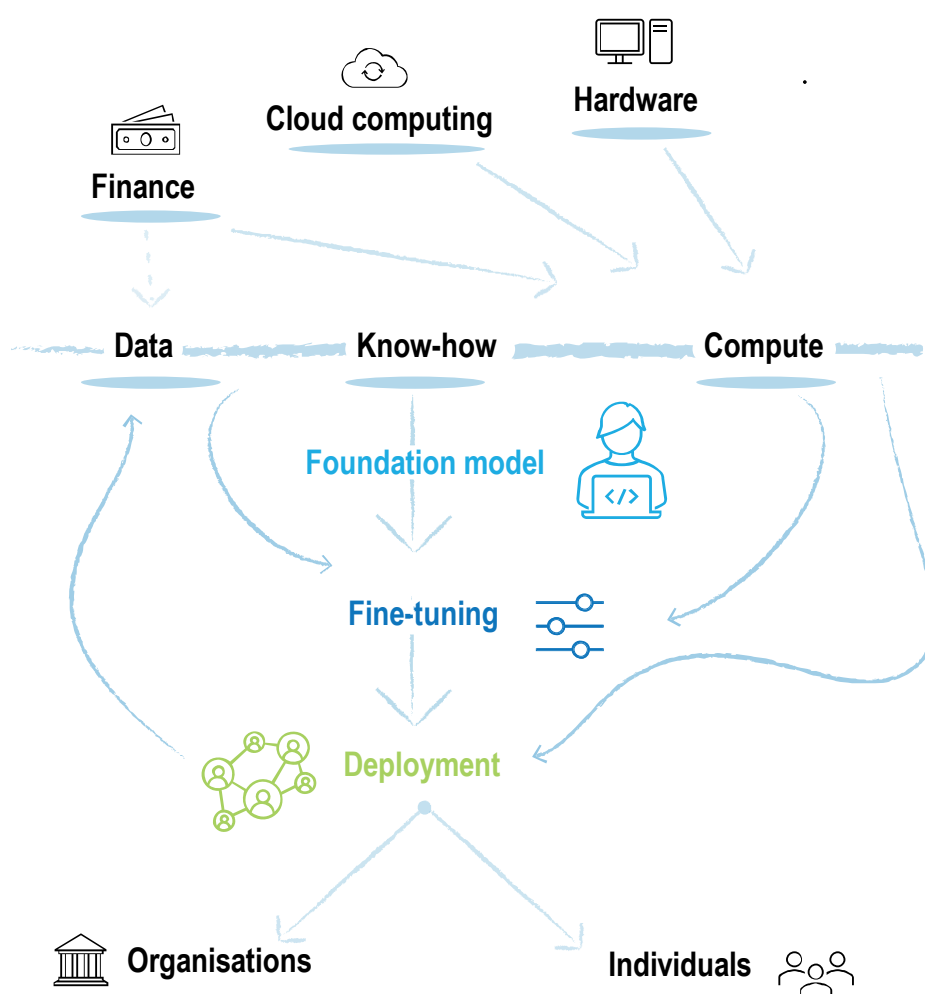 Hardware
Cloud computing
Finance
Data
Know-how
Compute
Foundation model
</>
Fine-tuning
Deployment
Organisations
Individuals